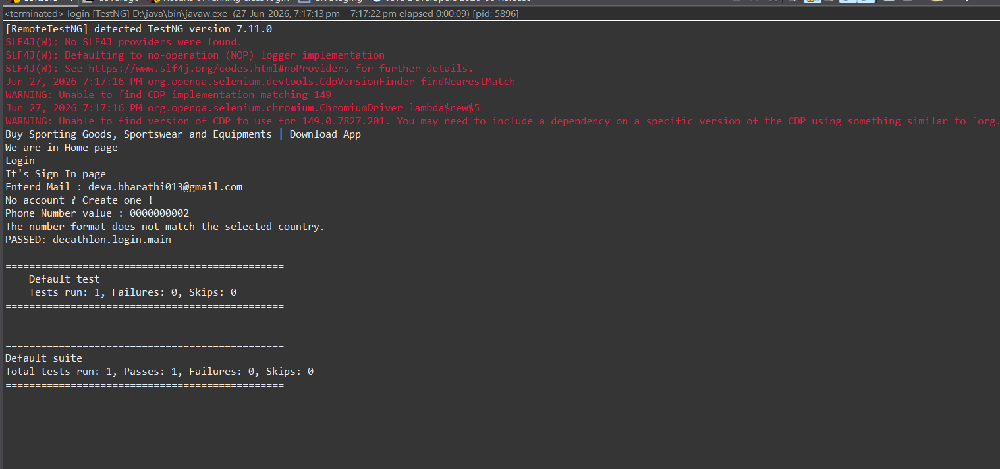 <terminated> login [TestNG] D:\java\bin\javaw.exe (27-Jun-2026, 7:17:13 pm – 7:17:22 pm elapsed 0:00:09) [pid: 5896]
[RemoteTestNG] detected TestNG version 7.11.0
SLF4J(W): No SLF4J providers were found.
SLF4J(W): Defaulting to no-operation (NOP) logger implementation
SLF4J(W): See https://www.slf4j.org/codes.html#noProviders for further details.
Jun 27, 2026 7:17:16 PM org.openqa.selenium.devtools.CdpVersionFinder findNearestMatch
WARNING: Unable to find CDP implementation matching 149
Jun 27, 2026 7:17:16 PM org.openqa.selenium.chromium.ChromiumDriver lambda$new$5
WARNING: Unable to find version of CDP to use for 149.0.7827.201. You may need to include a dependency on a specific version of the CDP using something similar to `org.
Buy Sporting Goods, Sportswear and Equipments | Download App
We are in Home page
Login
It's Sign In page
Enterd Mail : deva.bharathi013@gmail.com
No account ? Create one !
Phone Number value : 0000000002
The number format does not match the selected country.
PASSED: decathlon.login.main
===============================================
Default test
Tests run: 1, Failures: 0, Skips: 0
===============================================
===============================================
Default suite
Total tests run: 1, Passes: 1, Failures: 0, Skips: 0
===============================================